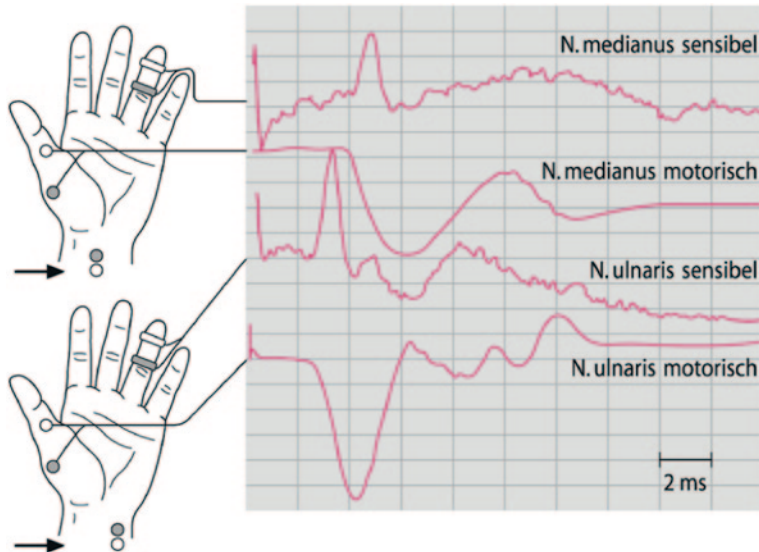 N. medianus sensibel
N. medianus motorisch
N. ulnaris sensibel
N. ulnaris motorisch
2 ms